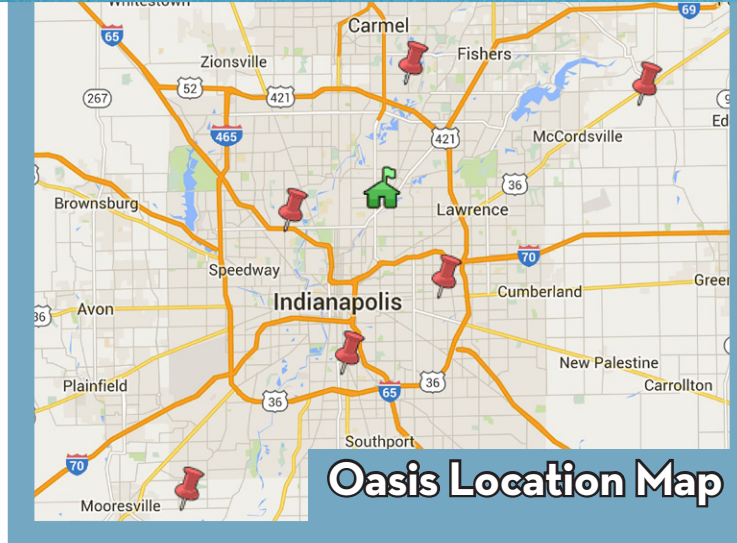 Whitestown
69
65
Carmel
Fishers
Zionsville
52
421
267
465
421
McCordsville
36
Brownsburg
Lawrence
Speedway
70
Indianapolis
Cumberland
36
Avon
New Palestine
Plainfield
Carrollton
36
65
36
Southport
70
Mooresville
Oasis Location Map